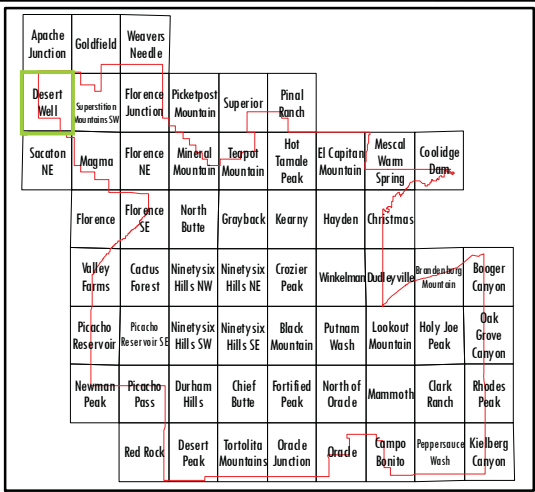 Apache
Junction
Goldfield
Weavers
Needle
Desert
Well
Superstition
Mountains SW
Florence
Junction
Picketpost
Mountain
Superior
Pinal
Ranch
Sacaton
NE
Magma
Florence
NE
Mineral
Mountain
Teapot
Mountain
Hot
Tamale
Peak
El Capitan
Mountain
Mescal
Warm
Spring
Coolidge
Dam
Florence
Florence
SE
North
Butte
Grayback
Kearny
Hayden
Christmas
Valley
Farms
Cactus
Forest
Ninetysix
Hills NW
Ninetysix
Hills NE
Crozier
Peak
Winkelman
Dudleyville
Brandenburg
Mountain
Booger
Canyon
Picacho
Reservoir
Picacho
Reservoir SE
Ninetysix
Hills SW
Ninetysix
Hills SE
Black
Mountain
Putnam
Wash
Lookout
Mountain
Holy Joe
Peak
Oak
Grove
Canyon
Newman
Peak
Picacho
Pass
Durham
Hills
Chief
Butte
Fortified
Peak
North of
Oracle
Mammoth
Clark
Ranch
Rhodes
Peak
Red Rock
Desert
Peak
Tortolita
Mountains
Oracle
Junction
Oracle
Campo
Bonito
Peppersauce
Wash
Kielberg
Canyon